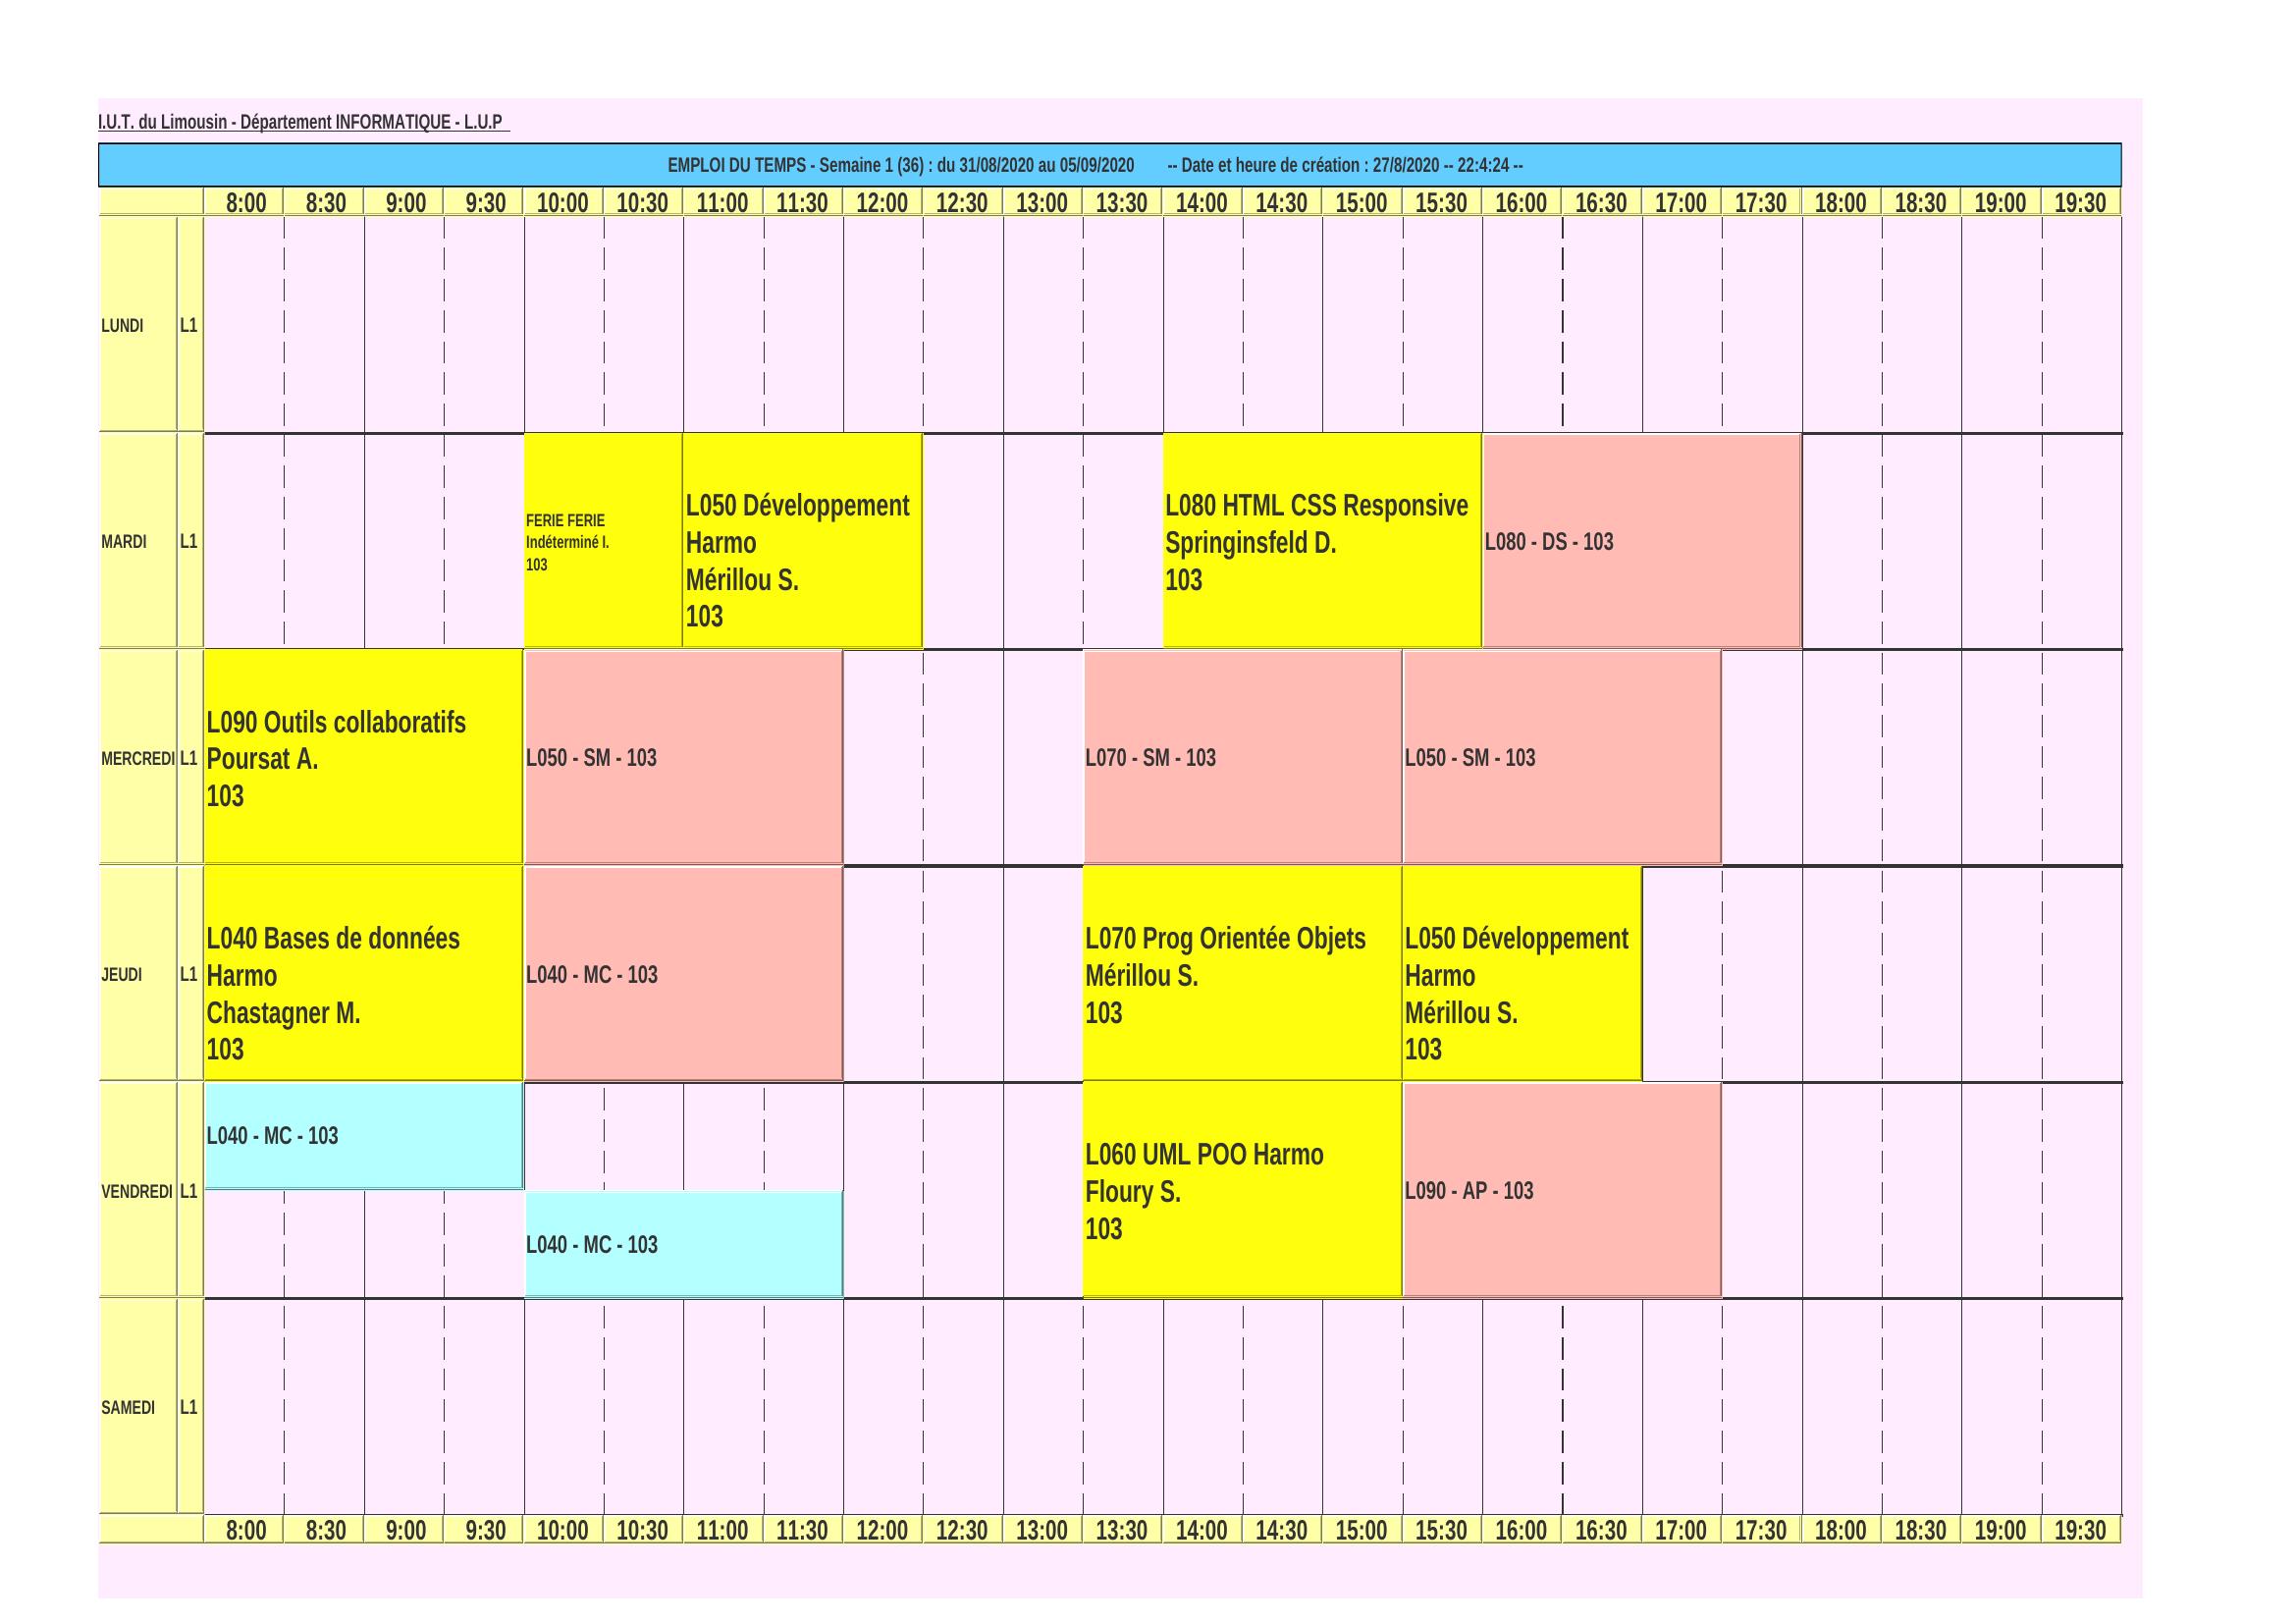 I.U.T. du Limousin - Département INFORMATIQUE - L.U.P
EMPLOI DU TEMPS - Semaine 1 (36) : du 31/08/2020 au 05/09/2020 -- Date et heure de création : 27/8/2020 -- 22:4:24 --
8:00 8:30 9:00 9:30 10:00 10:30 11:00 11:30 12:00 12:30 13:00 13:30 14:00 14:30 15:00 15:30 16:00 16:30 17:00 17:30 18:00 18:30 19:00 19:30
LUNDI L1
MARDI L1
FERIE FERIE
Indéterminé I.
103
L050 Développement
Harmo
Mérillou S.
103
L080 HTML CSS Responsive
Springinsfeld D.
103
L080 - DS - 103
MERCREDI L1
L090 Outils collaboratifs
Poursat A.
103
L050 - SM - 103
L070 - SM - 103
L050 - SM - 103
JEUDI L1
L040 Bases de données
Harmo
Chastagner M.
103
L040 - MC - 103
L070 Prog Orientée Objets
Mérillou S.
103
L050 Développement
Harmo
Mérillou S.
103
VENDREDI L1
L040 - MC - 103
L040 - MC - 103
L060 UML POO Harmo
Floury S.
103
L090 - AP - 103
SAMEDI L1
8:00 8:30 9:00 9:30 10:00 10:30 11:00 11:30 12:00 12:30 13:00 13:30 14:00 14:30 15:00 15:30 16:00 16:30 17:00 17:30 18:00 18:30 19:00 19:30